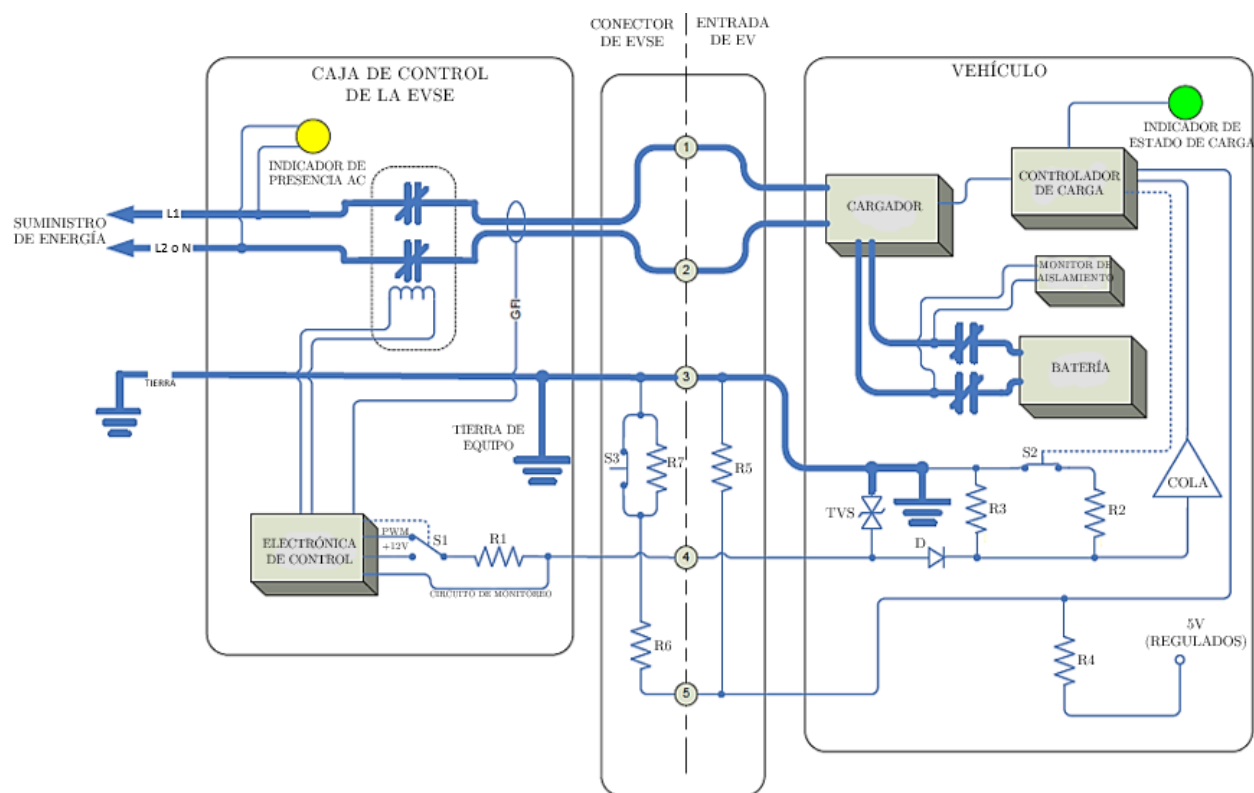 CONECTOR
DE EVSE
ENTRADA
DE EV
CAJA DE CONTROL
DE LA EVSE
VEHÍCULO
INDICADOR DE
PRESENCIA AC
INDICADOR DE
ESTADO DE CARGA
SUMINISTRO
DE ENERGÍA
L1
L2 o N
1
2
CARGADOR
CONTROLADOR
DE CARGA
MONITOR DE
AISLAMIENTO
GFI
BATERÍA
TIERRA
3
TIERRA DE
EQUIPO
S3
R7
R5
S2
TVS
R3
R2
COLA
ELECTRÓNICA
DE CONTROL
PWM
+12V
S1
R1
4
D
CIRCUITO DE MONITOREO
R6
5
R4
5V
(REGULADOS)